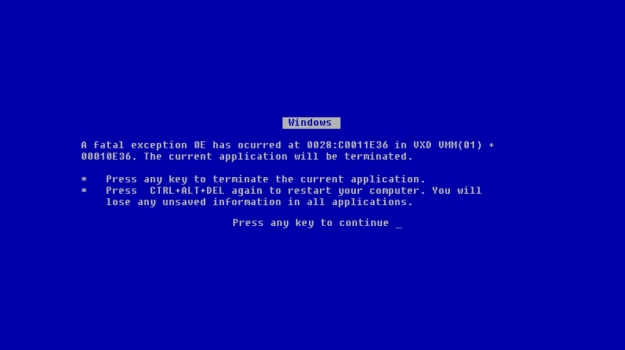 Windows
A fatal exception 0E has ocurred at 0028:C0011E36 in VXD VMM(01) +
00010E36. The current application will be terminated.
* Press any key to terminate the current application.
* Press CTRL+ALT+DEL again to restart your computer. You will
lose any unsaved information in all applications.
Press any key to continue _